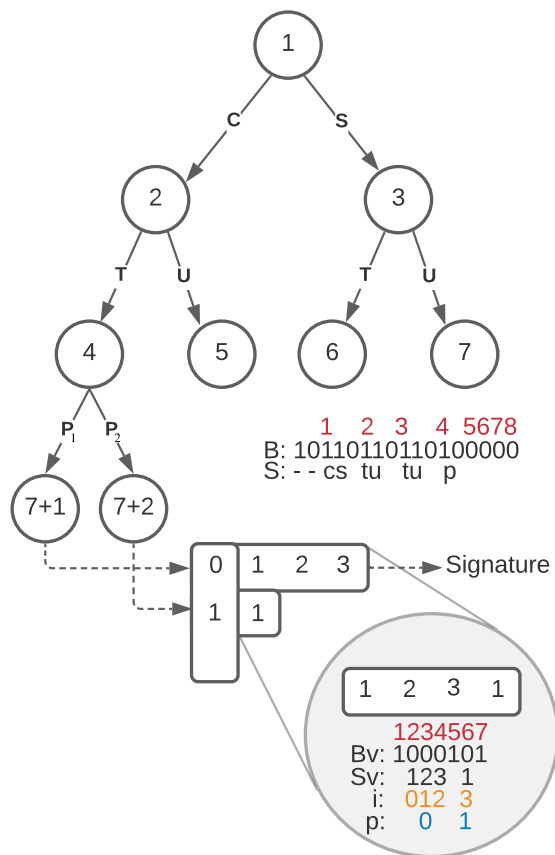 1
C S
2 3
T U T U
4 5 6 7
P1 P2
1 2 3 4 5678
B: 10110110110100000
S: - - cs tu tu p
7+1 7+2
0 1 2 3 Signature
1 1
1 2 3 1
1234567
Bv: 1000101
Sv: 123 1
i: 012 3
p: 0 1